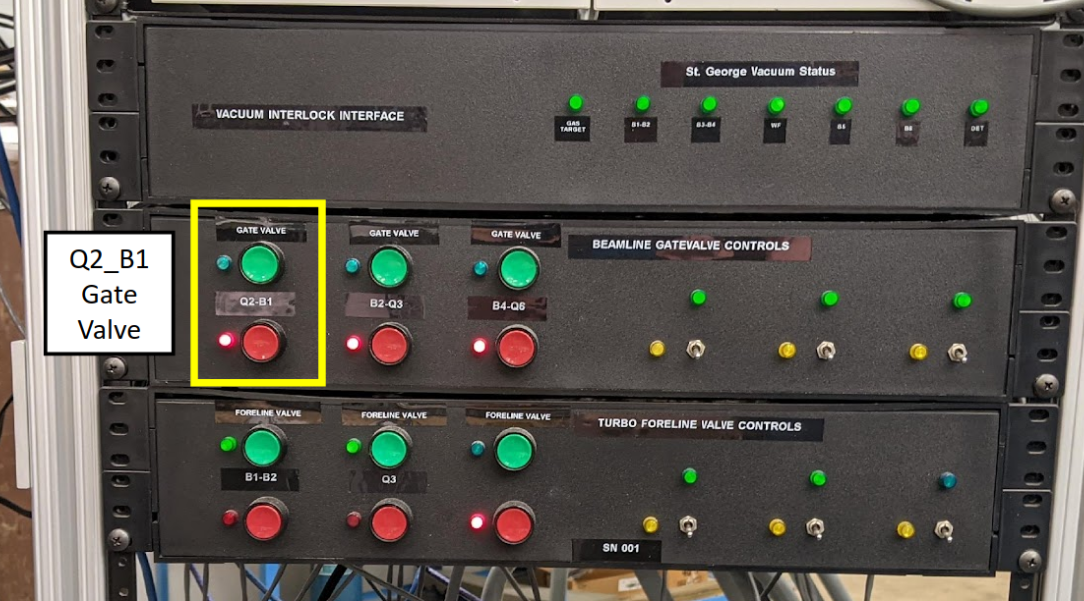 St. George Vacuum Status
VACUUM INTERLOCK INTERFACE
GAS
TARGET
B1-B2
B3-B4
WF
B5
B6
DET
Q2_B1
Gate
Valve
GATE VALVE
GATE VALVE
GATE VALVE
BEAMLINE GATEVALVE CONTROLS
Q2-B1
B2-Q3
B4-Q6
FORELINE VALVE
FORELINE VALVE
FORELINE VALVE
TURBO FORELINE VALVE CONTROLS
B1-B2
Q3
SN 001